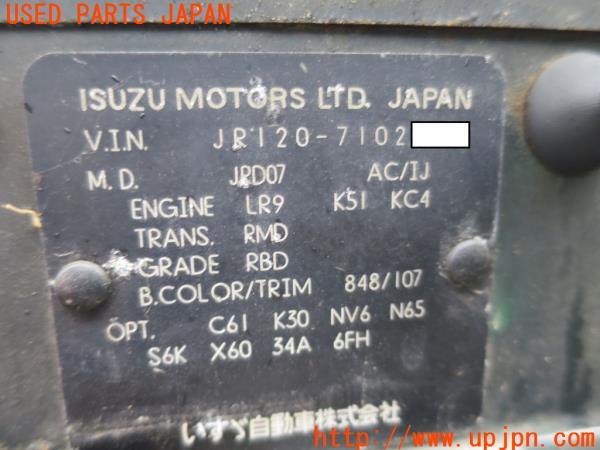 USED PARTS JAPAN
ISUZU MOTORS LTD. JAPAN
V.I.N. JR120-7102
M.D. JPD07 AC/IJ
ENGINE LR9 K51 KC4
TRANS. RMD
GRADE RBD
B.COLOR/TRIM 848/107
OPT. C61 K30 NV6 N65
S6K X60 34A 6FH
いすゞ自動車株式会社
http://www.upjpn.com